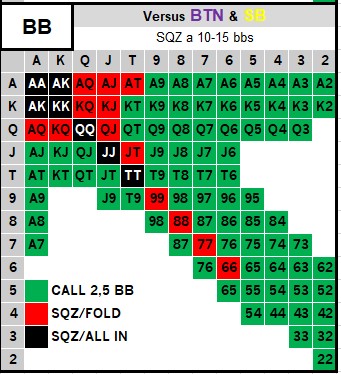 BB Versus BTN & SB
SQZ a 10-15 bbs
A K Q J T 9 8 7 6 5 4 3 2
A AA AK AQ AJ AT A9 A8 A7 A6 A5 A4 A3 A2
K AK KK KQ KJ KT K9 K8 K7 K6 K5 K4 K3 K2
Q AQ KQ QQ QJ QT Q9 Q8 Q7 Q6 Q5 Q4 Q3
J AJ KJ QJ JJ JT J9 J8 J7 J6
T AT KT QT JT TT T9 T8 T7 T6
9 A9 J9 T9 99 98 97 96 95
8 A8 98 88 87 86 85 84
7 A7 87 77 76 75 74 73
6 76 66 65 64 63 62
5 CALL 2,5 BB 65 55 54 53 52
4 SQZ/FOLD 54 44 43 42
3 SQZ/ALL IN 33 32
2 22